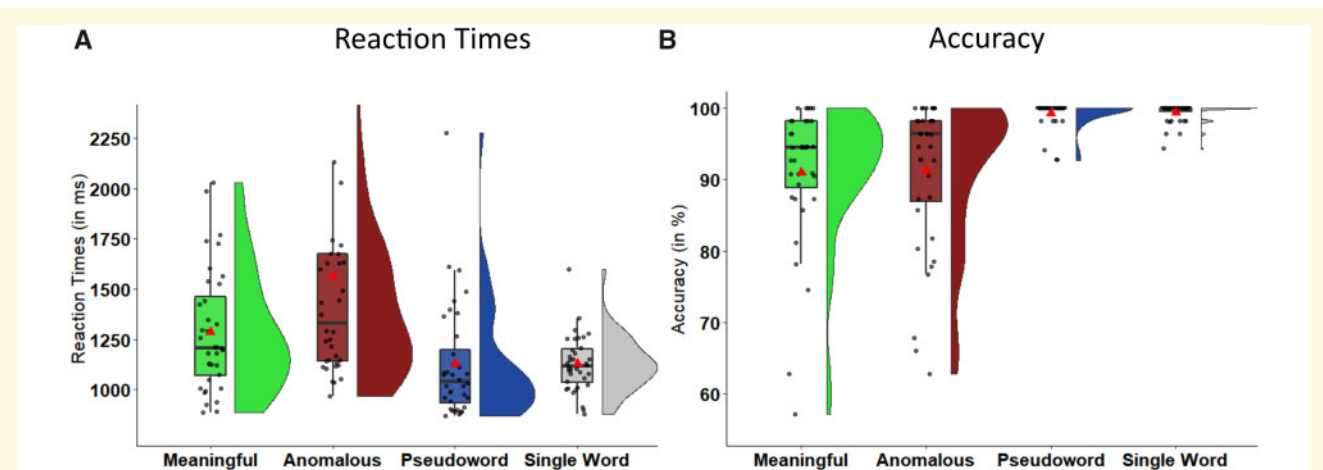 A Reaction Times
Reaction Times (in ms)
2250
2000
1750
1500
1250
1000
Meaningful Anomalous Pseudoword Single Word
B Accuracy
Accuracy (in %)
100
90
80
70
60
Meaningful Anomalous Pseudoword Single Word